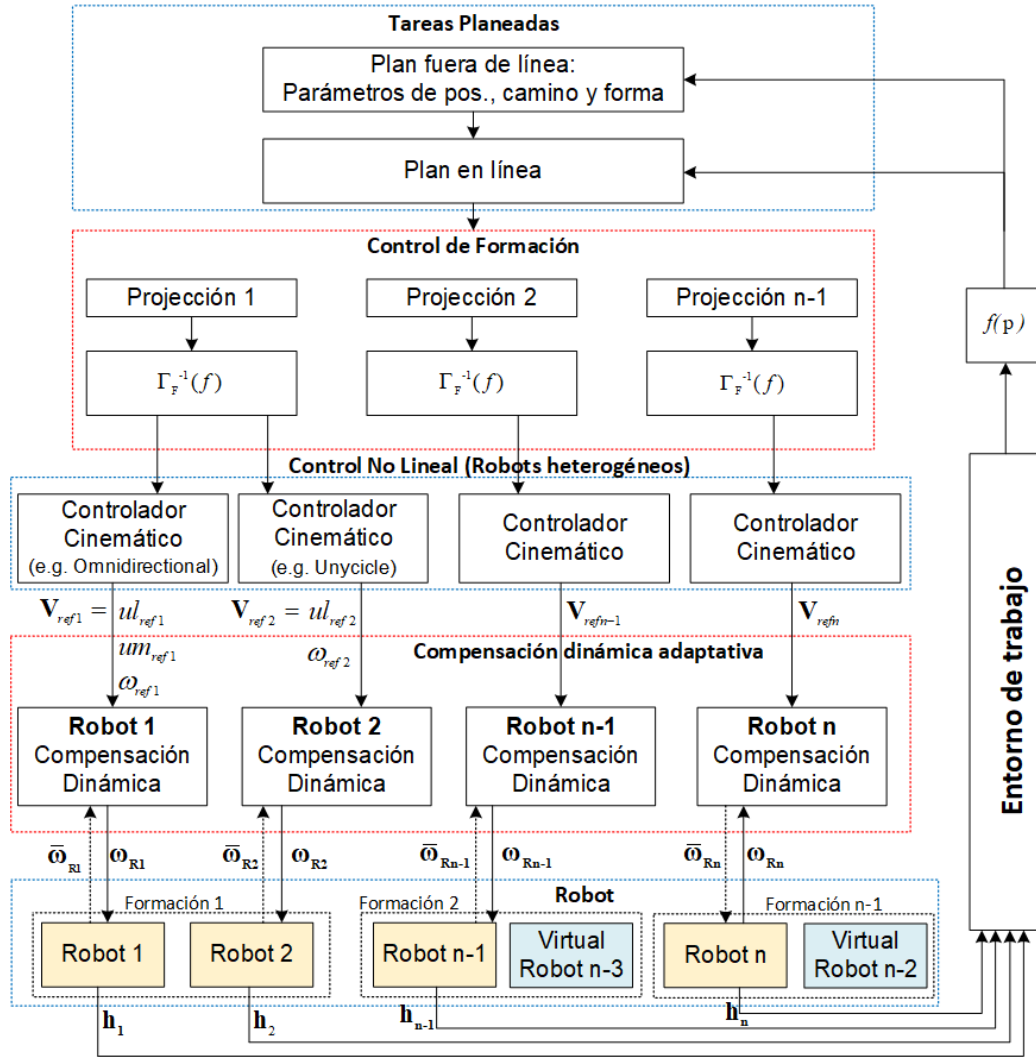 Tareas Planeadas
Plan fuera de línea:
Parámetros de pos., camino y forma
Plan en línea
Control de Formación
Projección 1
Projección 2
Projección n-1
f(p)
Γ_F^-1(f)
Γ_F^-1(f)
Γ_F^-1(f)
Control No Lineal (Robots heterogéneos)
Controlador
Cinemático
(e.g. Omnidirectional)
Controlador
Cinemático
(e.g. Unycicle)
Controlador
Cinemático
Controlador
Cinemático
V_ref1 = ul_ref1
um_ref1
ω_ref1
V_ref2 = ul_ref2
ω_ref2
V_refn-1
V_refn
Compensación dinámica adaptativa
Robot 1
Compensación
Dinámica
Robot 2
Compensación
Dinámica
Robot n-1
Compensación
Dinámica
Robot n
Compensación
Dinámica
Entorno de trabajo
ω̅_R1 ω_R1
ω̅_R2 ω_R2
ω̅_Rn-1 ω_Rn-1
ω̅_Rn ω_Rn
Robot
Formación 1
Formación 2
Formación n-1
Robot 1
Robot 2
Robot n-1
Virtual
Robot n-3
Robot n
Virtual
Robot n-2
h_1
h_2
h_n-1
h_n